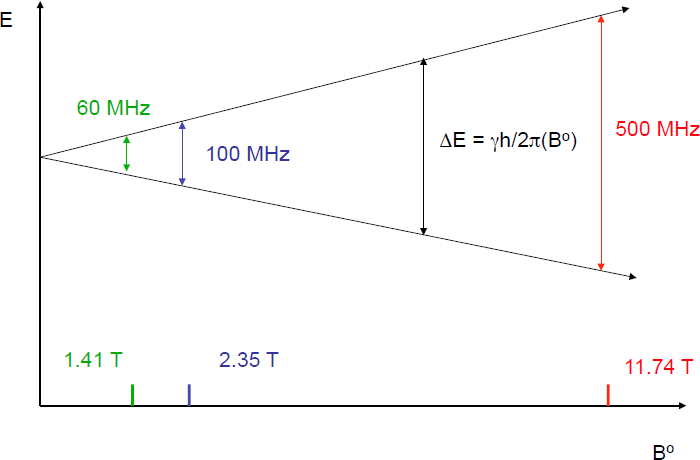 E
60 MHz
100 MHz
ΔE = γh/2π(Bº)
500 MHz
1.41 T
2.35 T
11.74 T
Bº